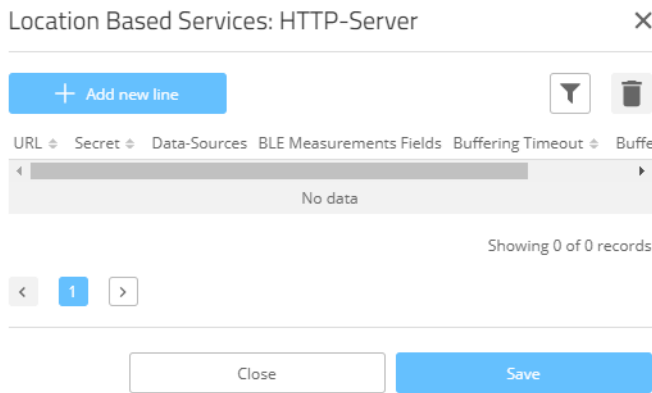 Location Based Services: HTTP-Server
Add new line
URL Secret Data-Sources BLE Measurements Fields Buffering Timeout Buffe
No data
Showing 0 of 0 records
1
Close Save